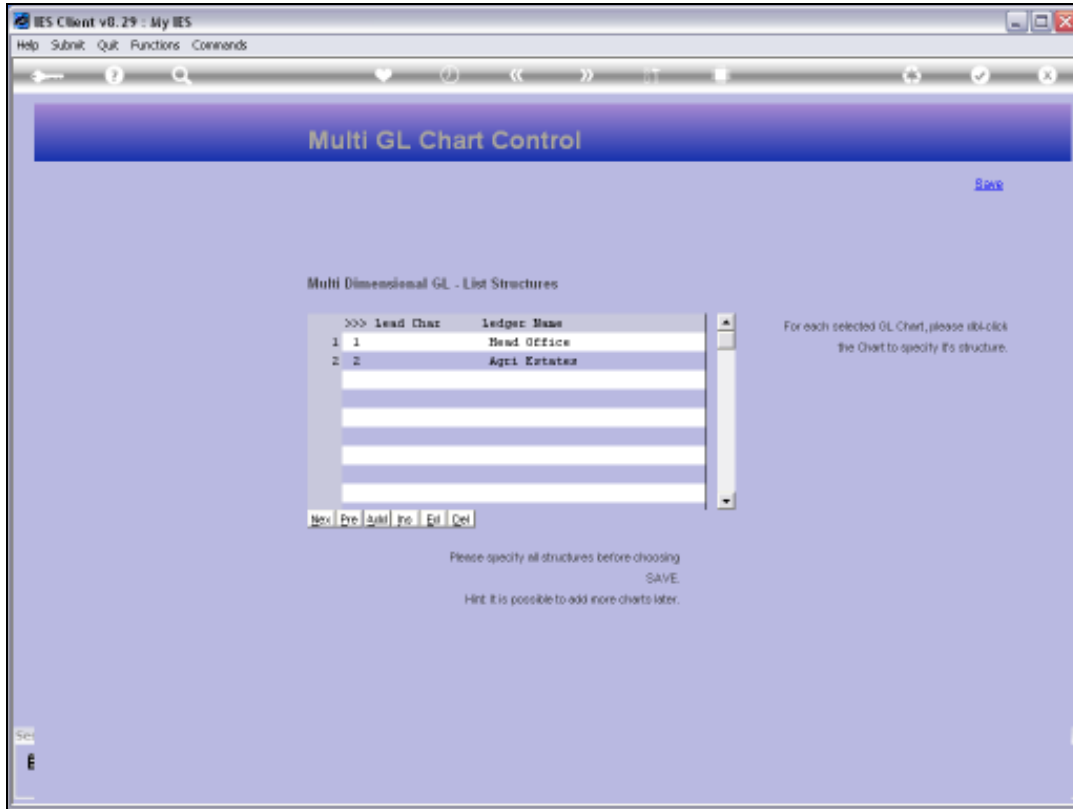 IES Client v8.29 : My IES
Help Submit Quit Functions Commands
Multi GL Chart Control
Save
Multi Dimensional GL - List Structures
>>> Lead Char Ledger Name
1 1 Head Office
2 2 Agri Estates
For each selected GL Chart, please dbl-click
the Chart to specify it's structure.
Nex Pre Add Ins Ed Del
Please specify all structures before choosing
SAVE.
Hint: It is possible to add more charts later.